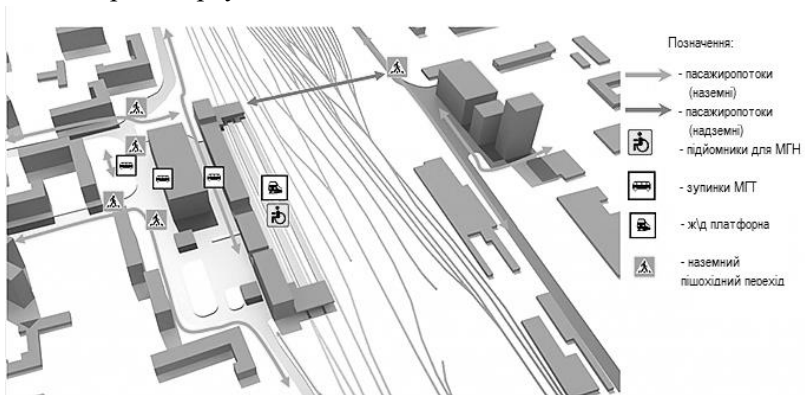 Позначення:
- пасажиропотоки
(наземні)
- пасажиропотоки
(надземні)
- підйомники для МГН
- зупинки МГТ
- ж\д платформа
- наземний
пішохідний перехід